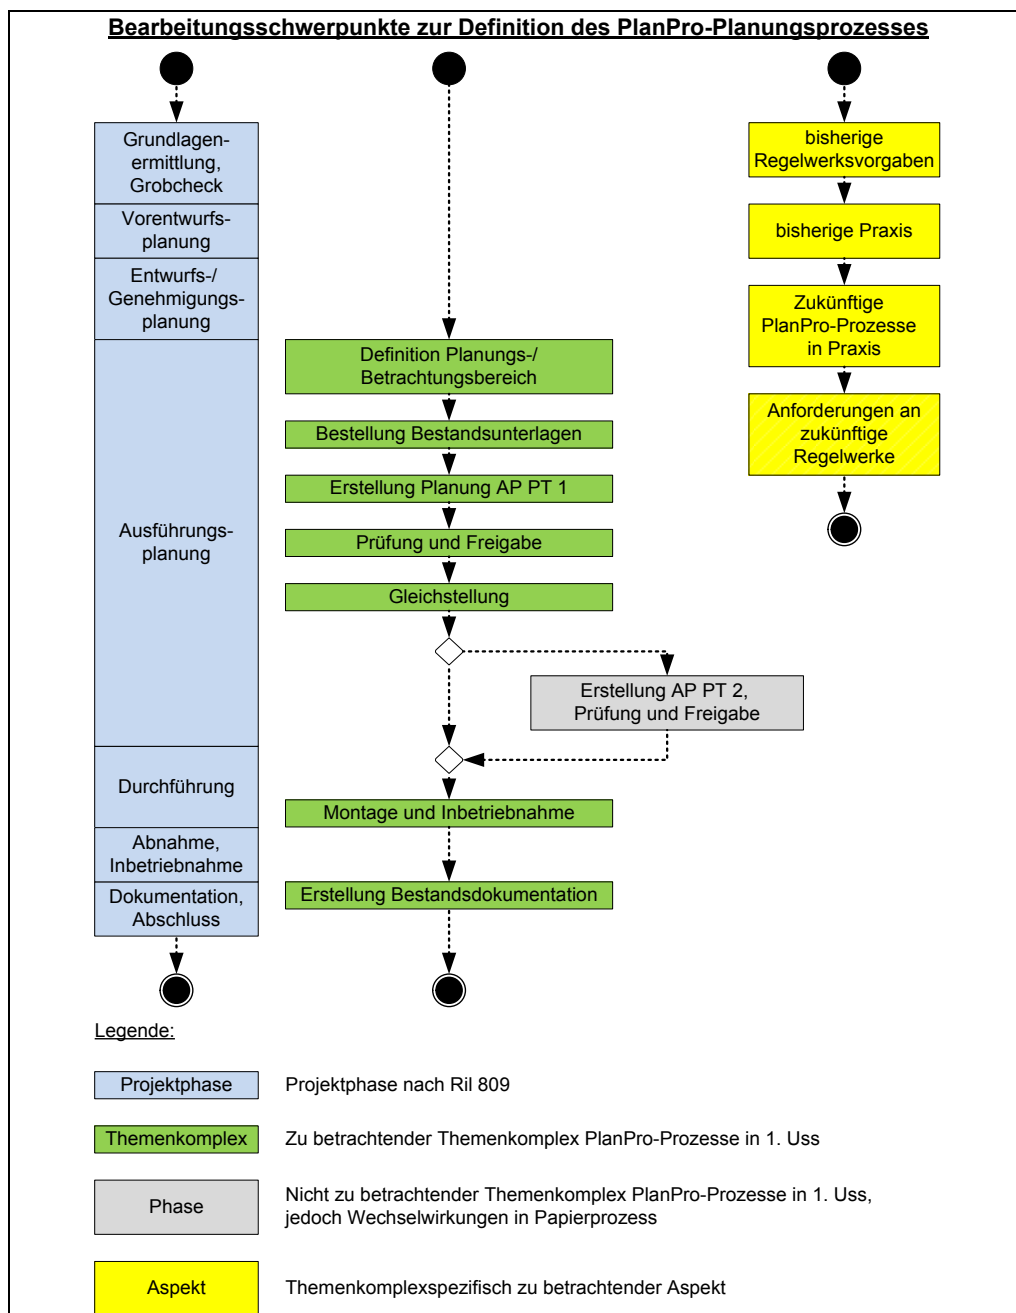 Bearbeitungsschwerpunkte zur Definition des PlanPro-Planungsprozesses
Grundlagen-
ermittlung,
Grobcheck
Vorentwurfs-
planung
Entwurfs-/
Genehmigungs-
planung
Ausführungs-
planung
Durchführung
Abnahme,
Inbetriebnahme
Dokumentation,
Abschluss
Definition Planungs-/
Betrachtungsbereich
Bestellung Bestandsunterlagen
Erstellung Planung AP PT 1
Prüfung und Freigabe
Gleichstellung
Erstellung AP PT 2,
Prüfung und Freigabe
Montage und Inbetriebnahme
Erstellung Bestandsdokumentation
bisherige
Regelwerksvorgaben
bisherige Praxis
Zukünftige
PlanPro-Prozesse
in Praxis
Anforderungen an
zukünftige
Regelwerke
Legende:
Projektphase
Projektphase nach Ril 809
Themenkomplex
Zu betrachtender Themenkomplex PlanPro-Prozesse in 1. Uss
Phase
Nicht zu betrachtender Themenkomplex PlanPro-Prozesse in 1. Uss,
jedoch Wechselwirkungen in Papierprozess
Aspekt
Themenkomplexspezifisch zu betrachtender Aspekt